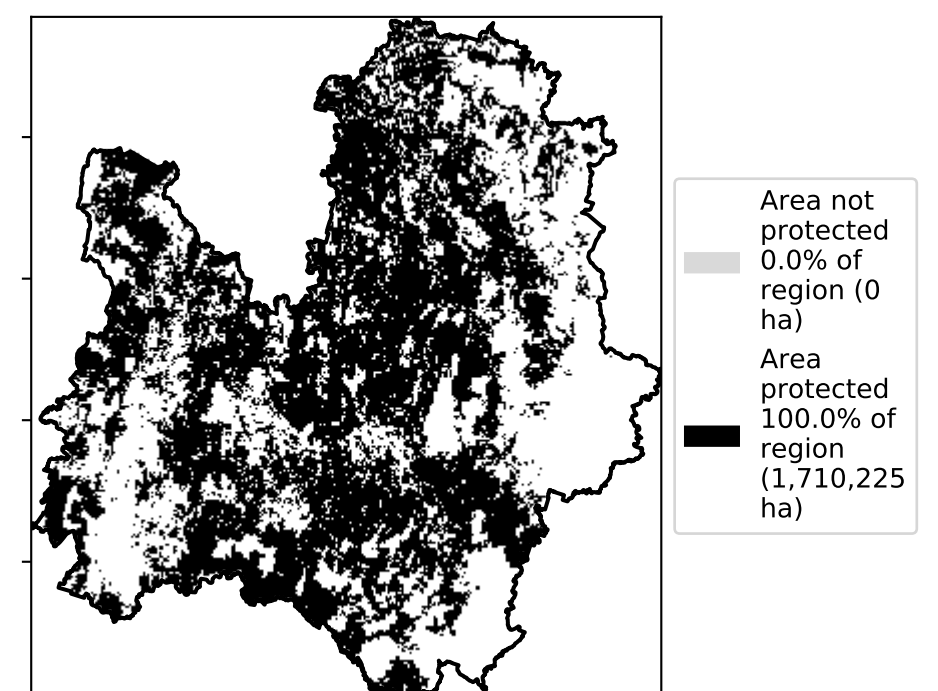 Area not
protected
0.0% of
region (0
ha)
Area
protected
100.0% of
region
(1,710,225
ha)